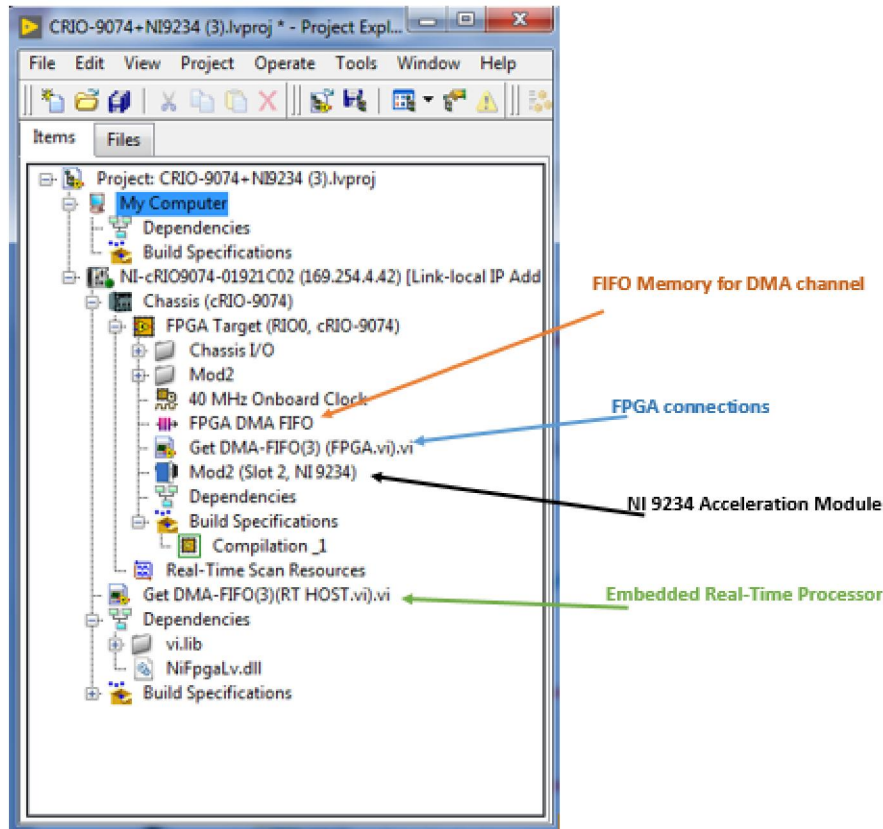 CRIO-9074+NI9234 (3).lvproj * - Project Expl...
File Edit View Project Operate Tools Window Help
Items Files
Project: CRIO-9074+NI9234 (3).lvproj
My Computer
Dependencies
Build Specifications
NI-cRIO9074-01921C02 (169.254.4.42) [Link-local IP Add
Chassis (cRIO-9074)
FIFO Memory for DMA channel
FPGA Target (RIO0, cRIO-9074)
Chassis I/O
Mod2
40 MHz Onboard Clock
FPGA connections
FPGA DMA FIFO
Get DMA-FIFO(3) (FPGA.vi).vi
Mod2 (Slot 2, NI 9234)
NI 9234 Acceleration Module
Dependencies
Build Specifications
Compilation _1
Real-Time Scan Resources
Get DMA-FIFO(3)(RT HOST.vi).vi
Embedded Real-Time Processor
Dependencies
vi.lib
NiFpgaLv.dll
Build Specifications